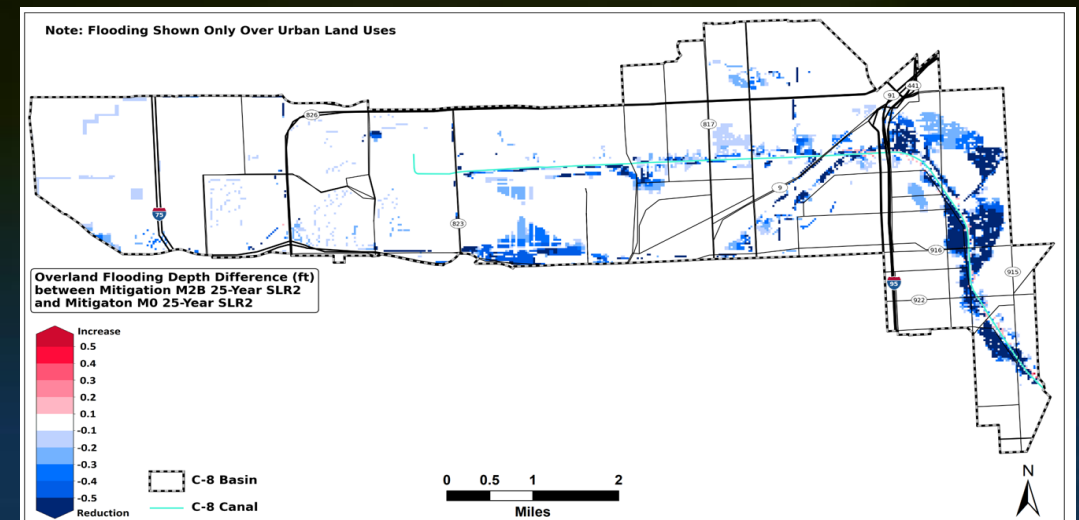 Note: Flooding Shown Only Over Urban Land Uses
441
91
826
817
9
823
75
916
915
95
922
Overland Flooding Depth Difference (ft)
between Mitigation M2B 25-Year SLR2
and Mitigaton M0 25-Year SLR2
Increase
0.5
0.4
0.3
0.2
0.1
-0.1
-0.2
-0.3
-0.4
-0.5
Reduction
C-8 Basin
C-8 Canal
0 0.5 1 2
Miles
N